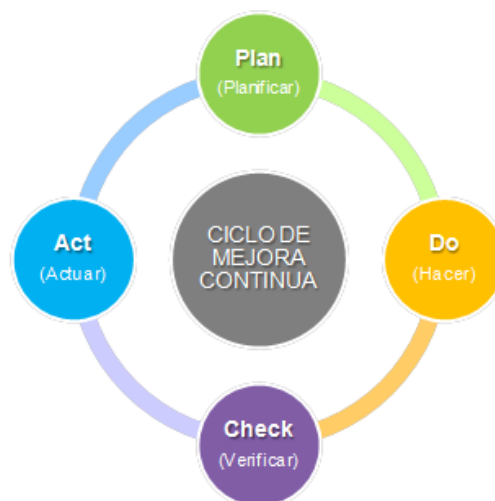 Plan
(Planificar)
Act
(Actuar)
CICLO DE
MEJORA
CONTINUA
Do
(Hacer)
Check
(Verificar)